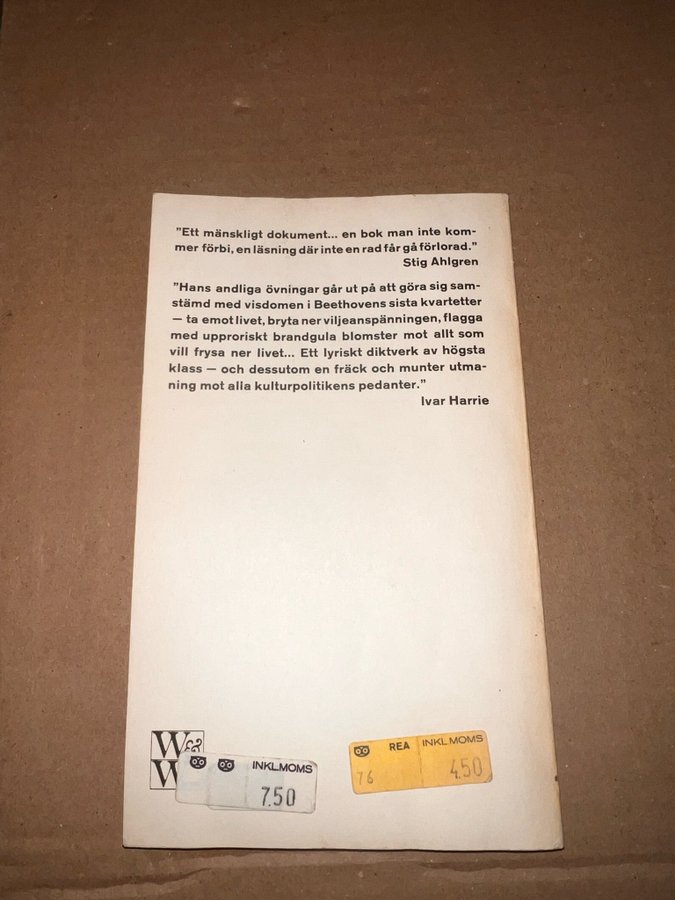 ”Ett mänskligt dokument... en bok man inte kom-
mer förbi, en läsning där inte en rad får gå förlorad.”
Stig Ahlgren
”Hans andliga övningar går ut på att göra sig sam-
stämd med visdomen i Beethovens sista kvartetter
— ta emot livet, bryta ner viljeanspänningen, flagga
med upproriskt brandgula blomster mot allt som
vill frysa ner livet... Ett lyriskt diktverk av högsta
klass — och dessutom en fräck och munter utma-
ning mot alla kulturpolitikens pedanter.”
Ivar Harrie
W&
W
INKL.MOMS
7.50
REA INKL.MOMS
76 4.50